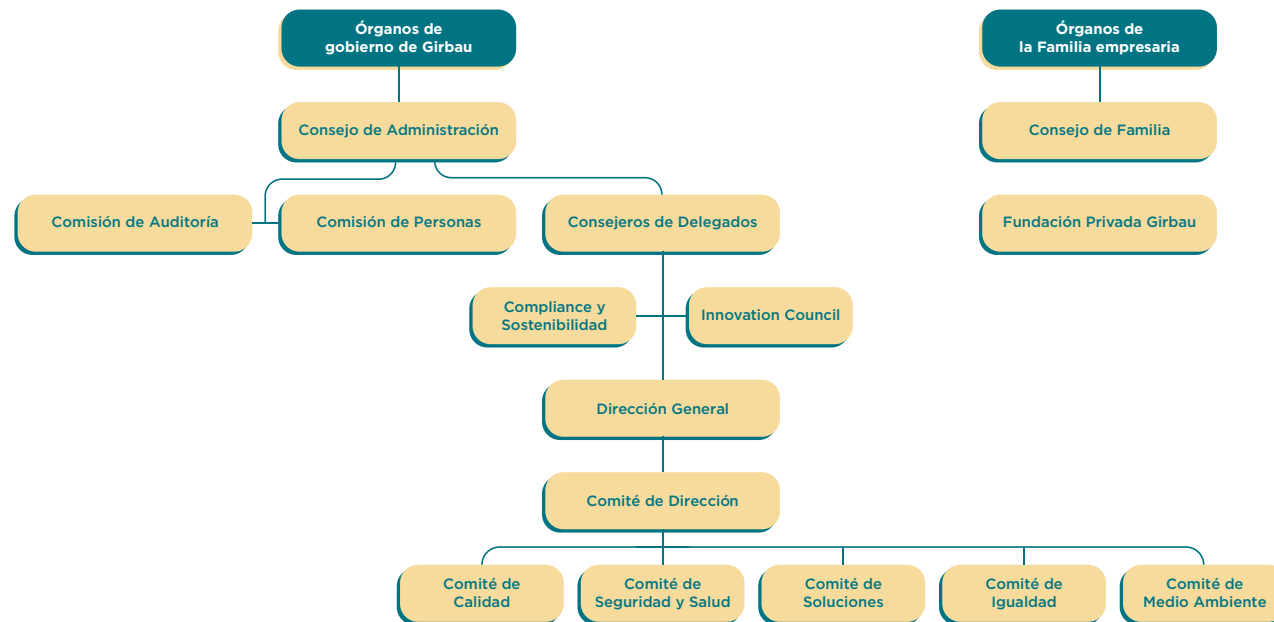 Órganos de
gobierno de Girbau
Órganos de
la Familia empresaria
Consejo de Administración
Consejo de Familia
Comisión de Auditoría
Comisión de Personas
Consejeros de Delegados
Fundación Privada Girbau
Compliance y
Sostenibilidad
Innovation Council
Dirección General
Comité de Dirección
Comité de
Calidad
Comité de
Seguridad y Salud
Comité de
Soluciones
Comité de
Igualdad
Comité de
Medio Ambiente